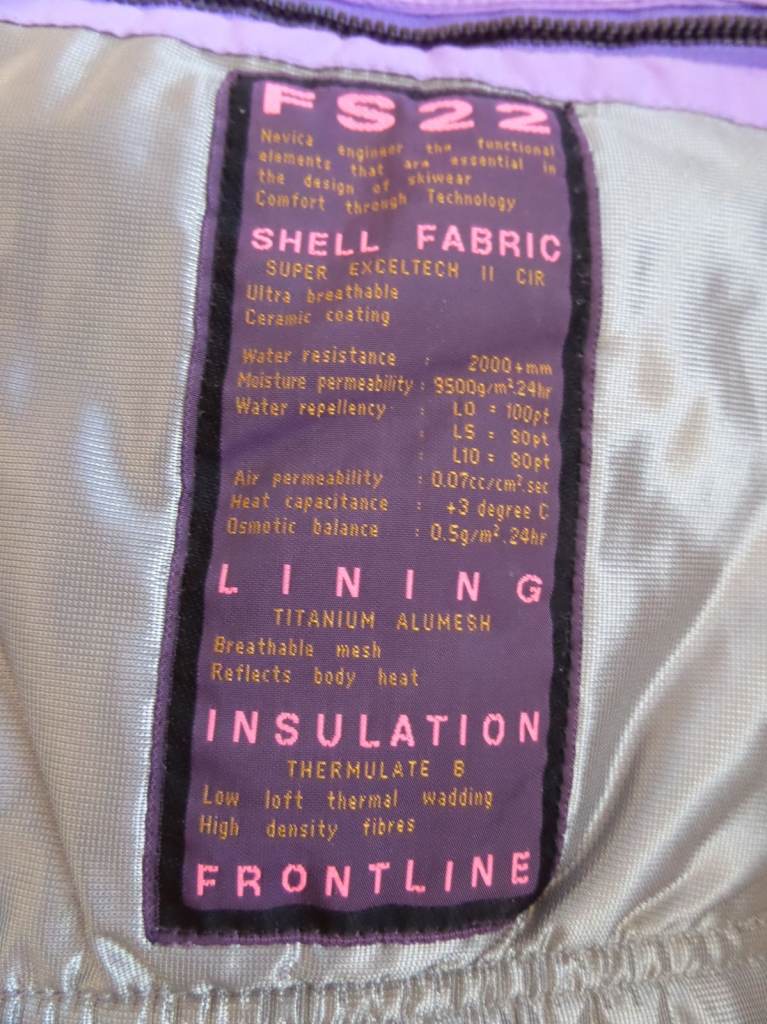 FS22
Nevica engineer the functional
elements that are essential in
the design of skiwear
Comfort through Technology
SHELL FABRIC
SUPER EXCELTECH II CIR
Ultra breathable
Ceramic coating
Water resistance : 2000+mm
Moisture permeability : 9500g/m².24hr
Water repellency : L0 = 100pt
: L5 = 90pt
: L10 = 80pt
Air permeability : 0.07cc/cm².sec
Heat capacitance : +3 degree C
Osmotic balance : 0.5g/m².24hr
LINING
TITANIUM ALUMESH
Breathable mesh
Reflects body heat
INSULATION
THERMULATE 8
Low loft thermal wadding
High density fibres
FRONTLINE